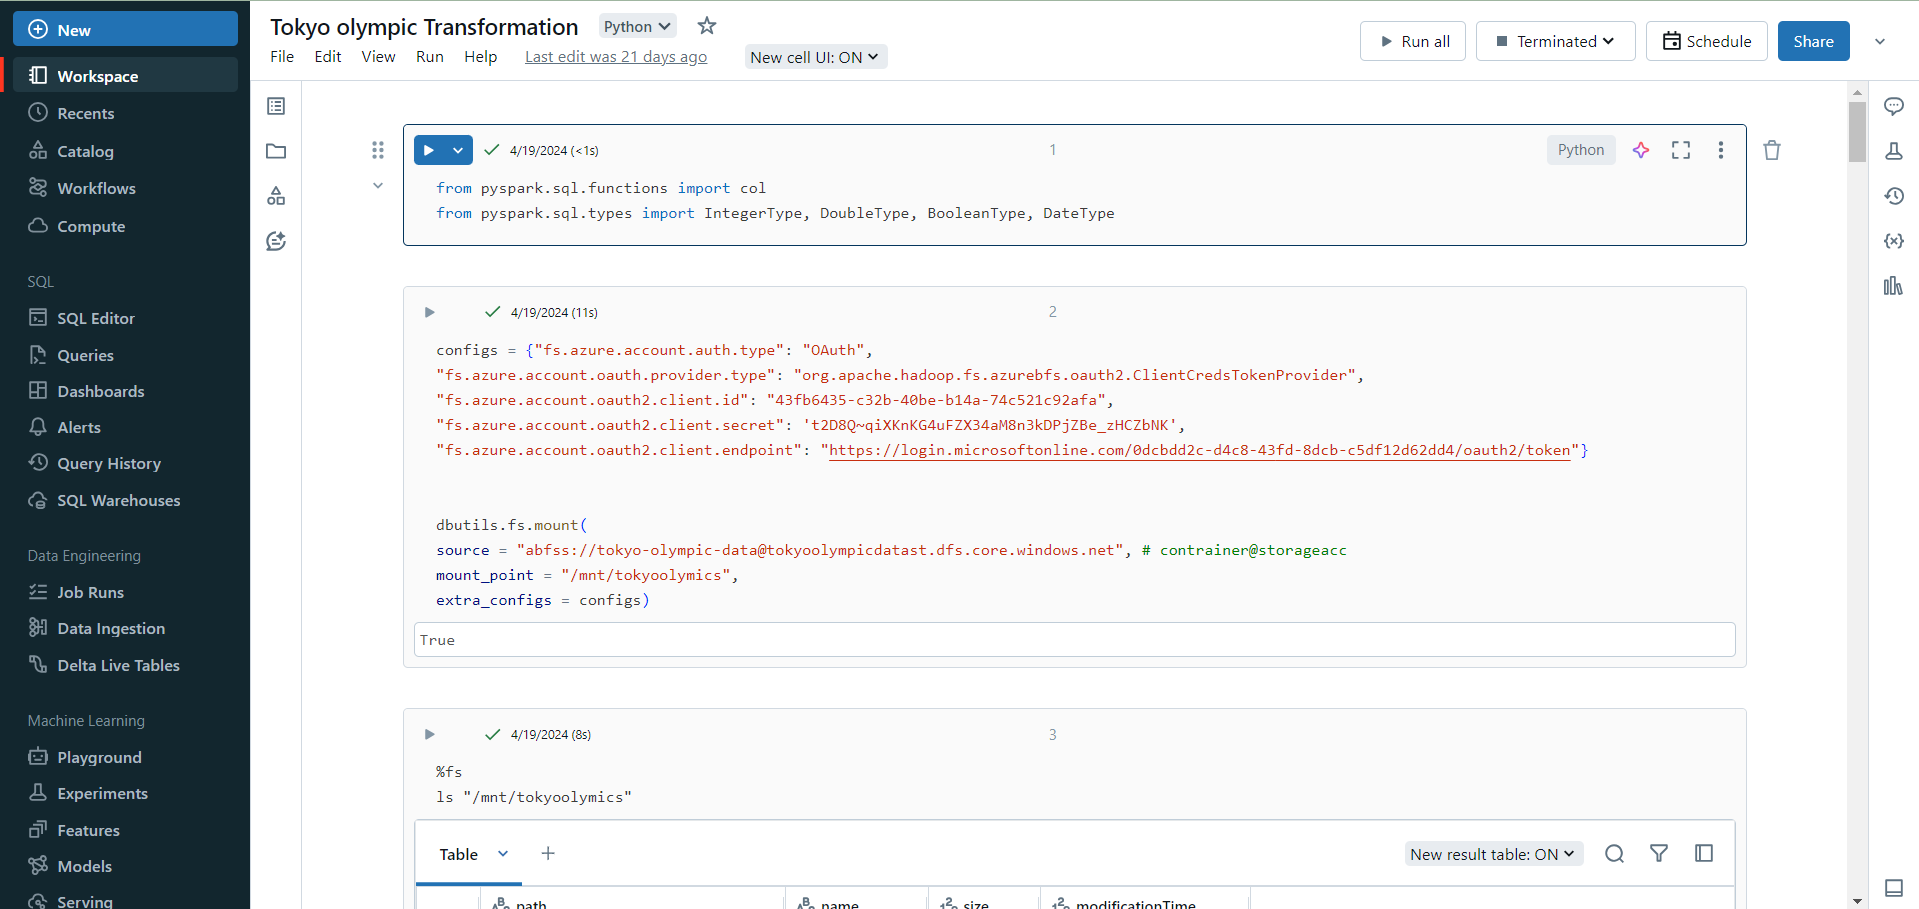 New
Workspace
Recents
Catalog
Workflows
Compute
SQL
SQL Editor
Queries
Dashboards
Alerts
Query History
SQL Warehouses
Data Engineering
Job Runs
Data Ingestion
Delta Live Tables
Machine Learning
Playground
Experiments
Features
Models
Serving
Tokyo olympic Transformation Python
File Edit View Run Help Last edit was 21 days ago New cell UI: ON
Run all Terminated Schedule Share
4/19/2024 (<1s) 1 Python
from pyspark.sql.functions import col
from pyspark.sql.types import IntegerType, DoubleType, BooleanType, DateType
4/19/2024 (11s) 2
configs = {"fs.azure.account.auth.type": "OAuth",
"fs.azure.account.oauth.provider.type": "org.apache.hadoop.fs.azurebfs.oauth2.ClientCredsTokenProvider",
"fs.azure.account.oauth2.client.id": "43fb6435-c32b-40be-b14a-74c521c92afa",
"fs.azure.account.oauth2.client.secret": 't2D8Q~qiXKnKG4uFZX34aM8n3kDPjZBe_zHCZbNK',
"fs.azure.account.oauth2.client.endpoint": "https://login.microsoftonline.com/0dcbdd2c-d4c8-43fd-8dcb-c5df12d62dd4/oauth2/token"}
dbutils.fs.mount(
source = "abfss://tokyo-olympic-data@tokyoolympicdatast.dfs.core.windows.net", # contrainer@storageacc
mount_point = "/mnt/tokyoolymics",
extra_configs = configs)
True
4/19/2024 (8s) 3
%fs
ls "/mnt/tokyoolymics"
Table New result table: ON
path name size modificationTime